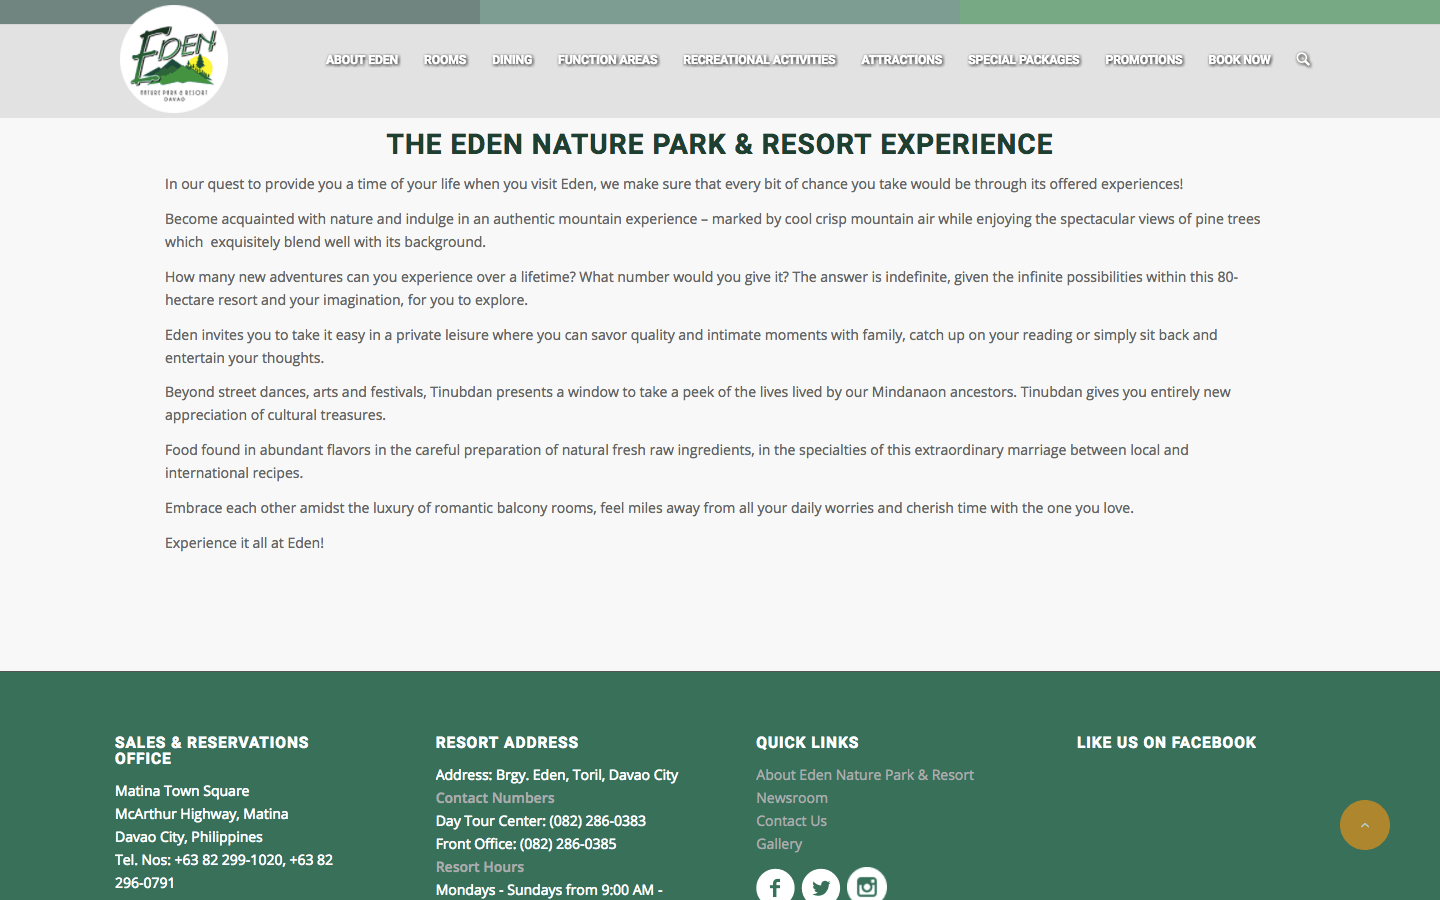 EDEN
NATURE PARK & RESORT
DAVAO
ABOUT EDEN
ROOMS
DINING
FUNCTION AREAS
RECREATIONAL ACTIVITIES
ATTRACTIONS
SPECIAL PACKAGES
PROMOTIONS
BOOK NOW
THE EDEN NATURE PARK & RESORT EXPERIENCE
In our quest to provide you a time of your life when you visit Eden, we make sure that every bit of chance you take would be through its offered experiences!
Become acquainted with nature and indulge in an authentic mountain experience – marked by cool crisp mountain air while enjoying the spectacular views of pine trees
which  exquisitely blend well with its background.
How many new adventures can you experience over a lifetime? What number would you give it? The answer is indefinite, given the infinite possibilities within this 80-
hectare resort and your imagination, for you to explore.
Eden invites you to take it easy in a private leisure where you can savor quality and intimate moments with family, catch up on your reading or simply sit back and
entertain your thoughts.
Beyond street dances, arts and festivals, Tinubdan presents a window to take a peek of the lives lived by our Mindanaon ancestors. Tinubdan gives you entirely new
appreciation of cultural treasures.
Food found in abundant flavors in the careful preparation of natural fresh raw ingredients, in the specialties of this extraordinary marriage between local and
international recipes.
Embrace each other amidst the luxury of romantic balcony rooms, feel miles away from all your daily worries and cherish time with the one you love.
Experience it all at Eden!
SALES & RESERVATIONS
OFFICE
Matina Town Square
McArthur Highway, Matina
Davao City, Philippines
Tel. Nos: +63 82 299-1020, +63 82
296-0791
RESORT ADDRESS
Address: Brgy. Eden, Toril, Davao City
Contact Numbers
Day Tour Center: (082) 286-0383
Front Office: (082) 286-0385
Resort Hours
Mondays - Sundays from 9:00 AM -
QUICK LINKS
About Eden Nature Park & Resort
Newsroom
Contact Us
Gallery
LIKE US ON FACEBOOK